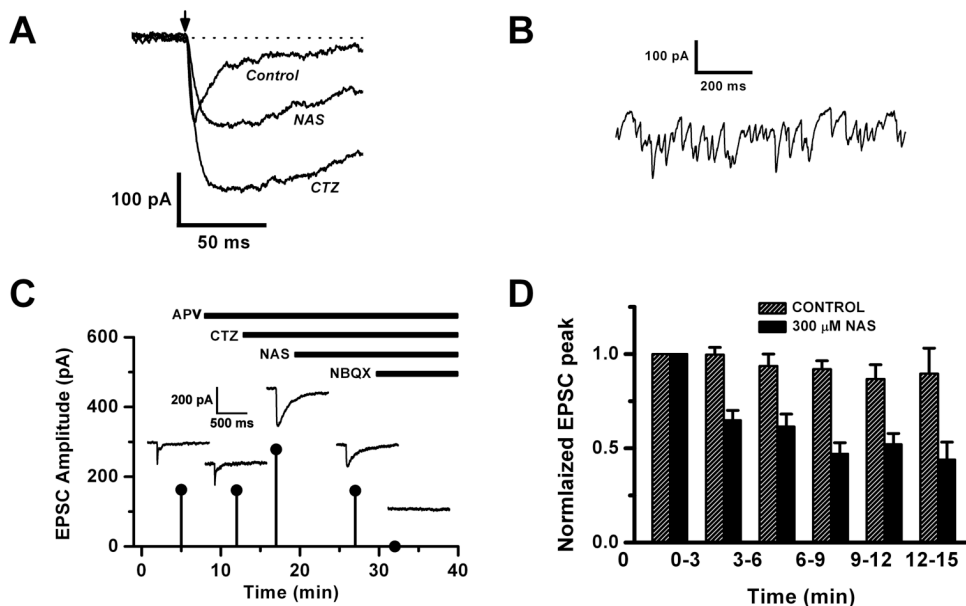 A
Control
NAS
CTZ
100 pA
50 ms
B
100 pA
200 ms
C
APV
CTZ
NAS
NBQX
200 pA
500 ms
EPSC Amplitude (pA)
600
400
200
0
0 10 20 30 40
Time (min)
D
CONTROL
300 µM NAS
Normlaized EPSC peak
1.0
0.5
0.0
0 0-3 3-6 6-9 9-12 12-15
Time (min)